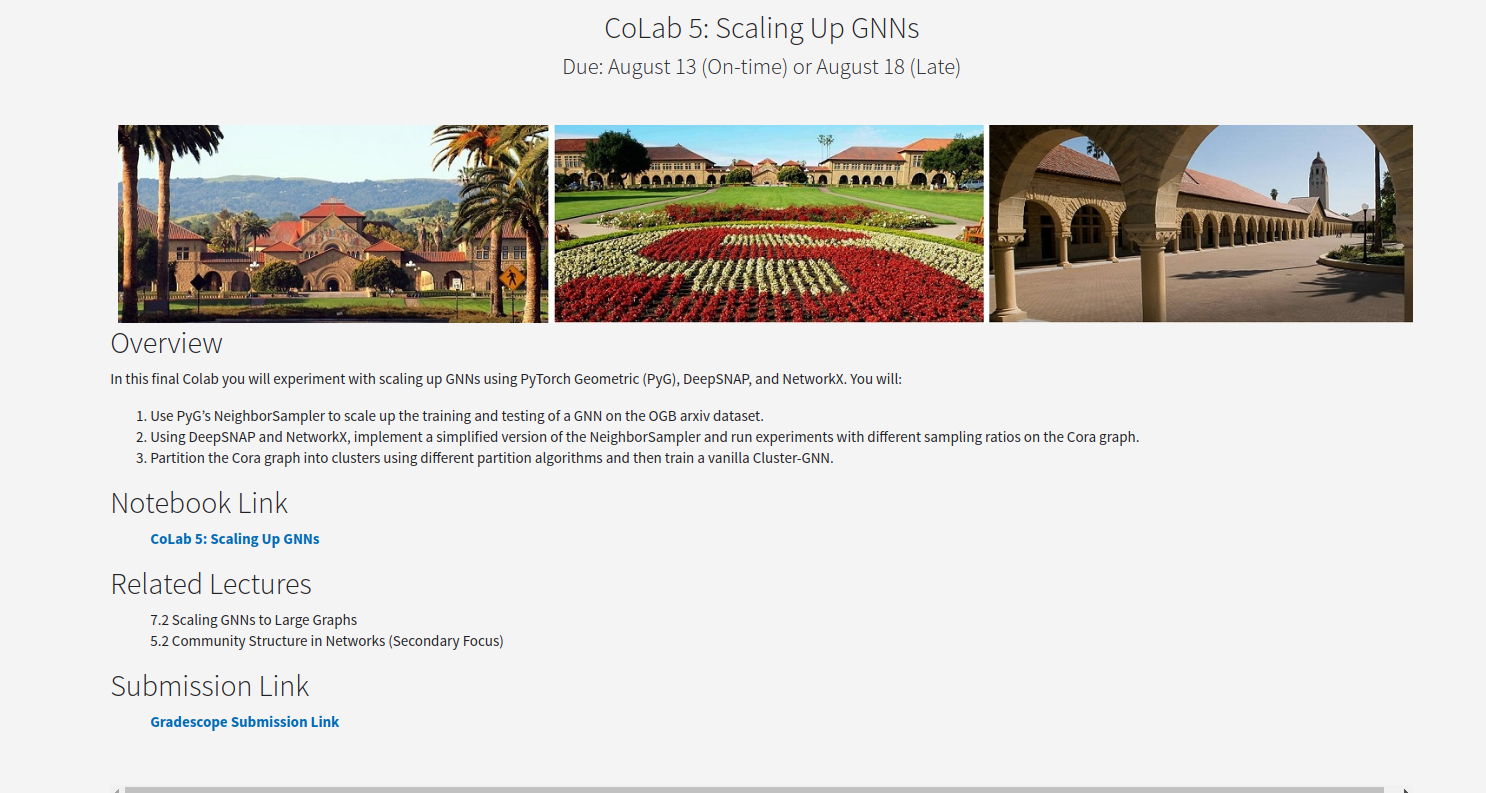 CoLab 5: Scaling Up GNNs
Due: August 13 (On-time) or August 18 (Late)
Overview
In this final Colab you will experiment with scaling up GNNs using PyTorch Geometric (PyG), DeepSNAP, and NetworkX. You will:
1. Use PyG’s NeighborSampler to scale up the training and testing of a GNN on the OGB arxiv dataset.
2. Using DeepSNAP and NetworkX, implement a simplified version of the NeighborSampler and run experiments with different sampling ratios on the Cora graph.
3. Partition the Cora graph into clusters using different partition algorithms and then train a vanilla Cluster-GNN.
Notebook Link
CoLab 5: Scaling Up GNNs
Related Lectures
7.2 Scaling GNNs to Large Graphs
5.2 Community Structure in Networks (Secondary Focus)
Submission Link
Gradescope Submission Link